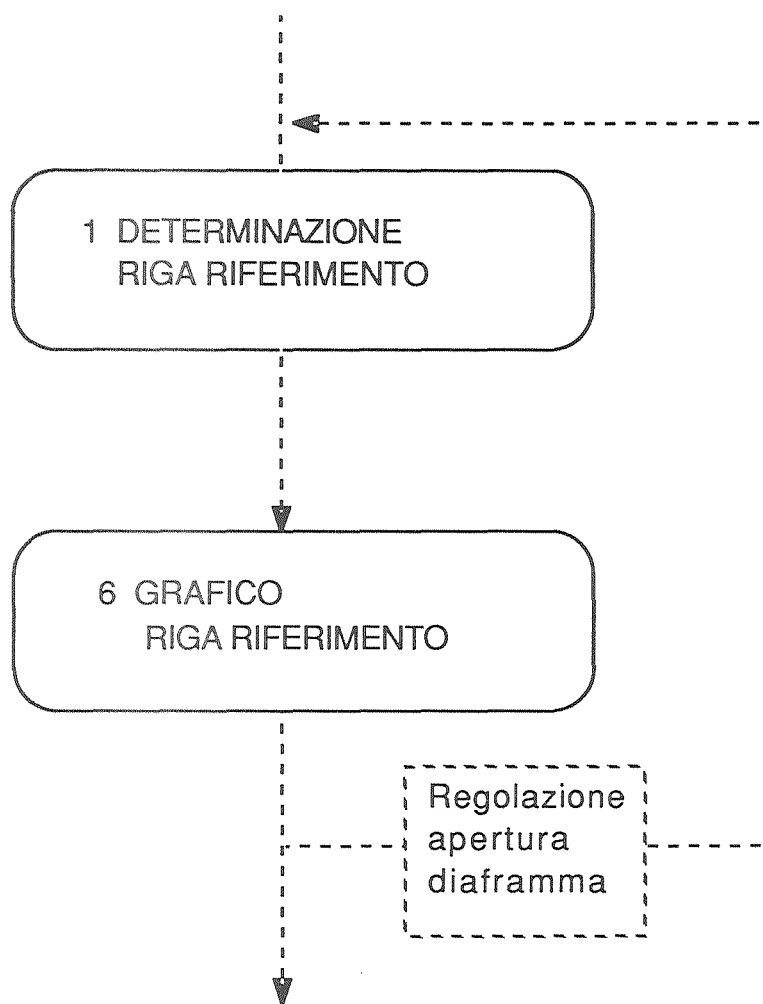 1 DETERMINAZIONE
RIGA RIFERIMENTO
6 GRAFICO
RIGA RIFERIMENTO
Regolazione
apertura
diaframma